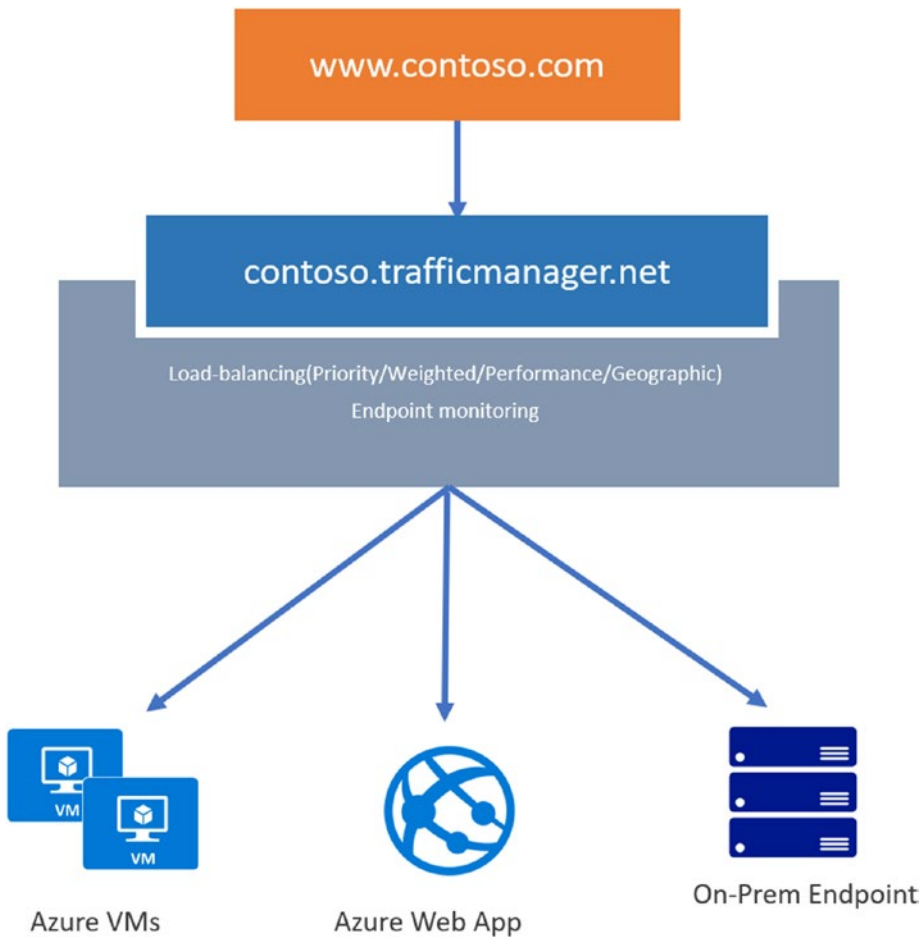 www.contoso.com
contoso.trafficmanager.net
Load-balancing(Priority/Weighted/Performance/Geographic)
Endpoint monitoring
VM
VM
Azure VMs
Azure Web App
On-Prem Endpoint